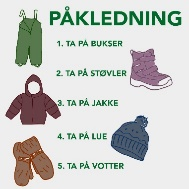 PÅKLEDNING
1. TA PÅ BUKSER
2. TA PÅ STØVLER
3. TA PÅ JAKKE
4. TA PÅ LUE
5. TA PÅ VOTTER